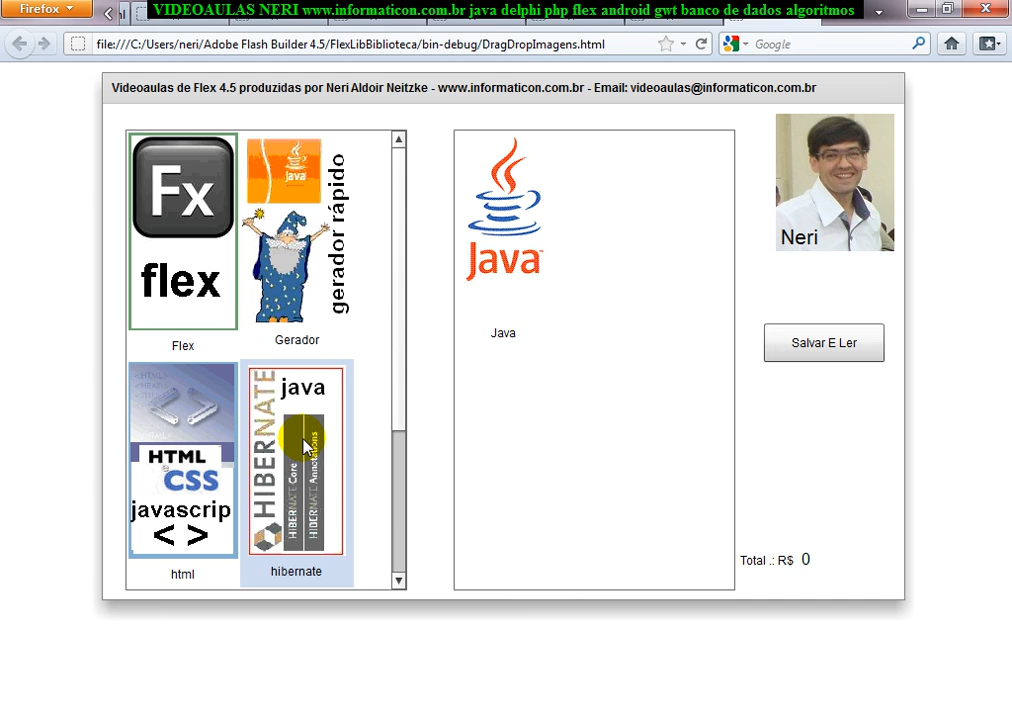 Firefox
VIDEOAULAS NERI www.informaticon.com.br java delphi php flex android gwt banco de dados algoritmos
file:///C:/Users/neri/Adobe Flash Builder 4.5/FlexLibBiblioteca/bin-debug/DragDropImagens.html
Google
Videoaulas de Flex 4.5 produzidas por Neri Aldoir Neitzke - www.informaticon.com.br - Email: videoaulas@informaticon.com.br
Fx
flex
Flex
java
gerador rápido
Gerador
Java
Java
Neri
Salvar E Ler
HTML
CSS
javascrip
< >
html
java
HIBERNATE
HIBERNATE Core
HIBERNATE Annotations
hibernate
Total .: R$ 0